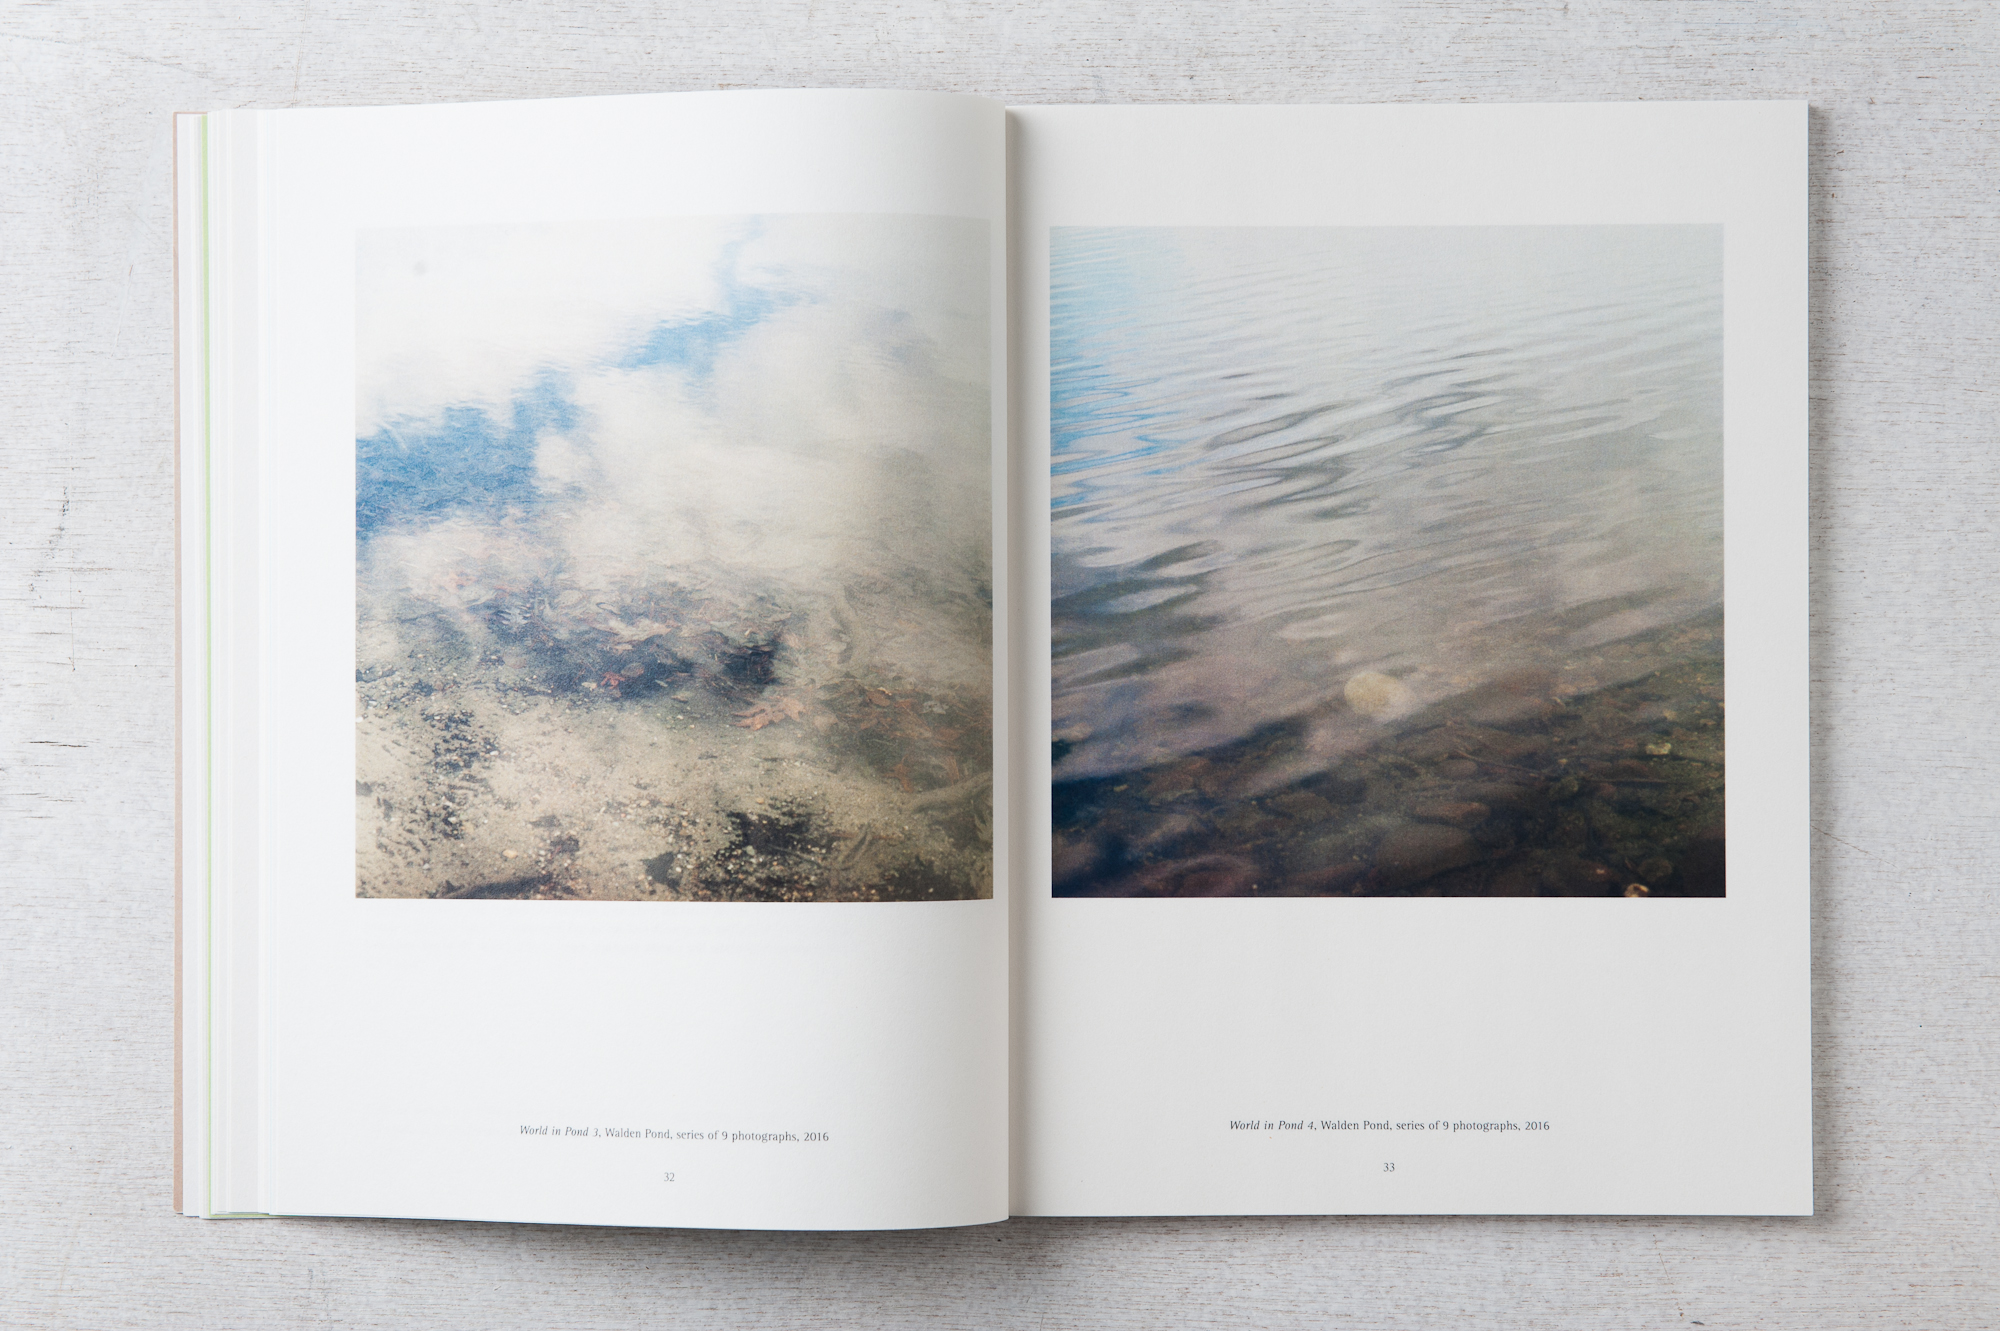 World in Pond 3, Walden Pond, series of 9 photographs, 2016
32
World in Pond 4, Walden Pond, series of 9 photographs, 2016
33